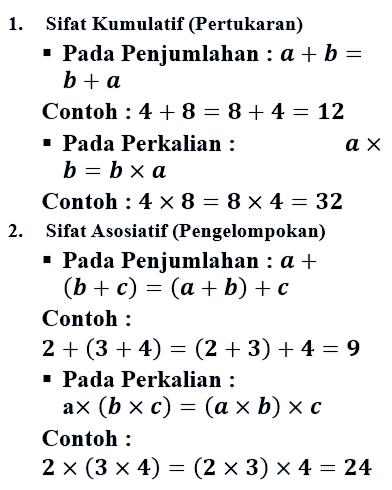 1. Sifat Kumulatif (Pertukaran)
▪ Pada Penjumlahan : a + b =
b + a
Contoh : 4 + 8 = 8 + 4 = 12
▪ Pada Perkalian : a ×
b = b × a
Contoh : 4 × 8 = 8 × 4 = 32
2. Sifat Asosiatif (Pengelompokan)
▪ Pada Penjumlahan : a +
(b + c) = (a + b) + c
Contoh :
2 + (3 + 4) = (2 + 3) + 4 = 9
▪ Pada Perkalian :
a× (b × c) = (a × b) × c
Contoh :
2 × (3 × 4) = (2 × 3) × 4 = 24